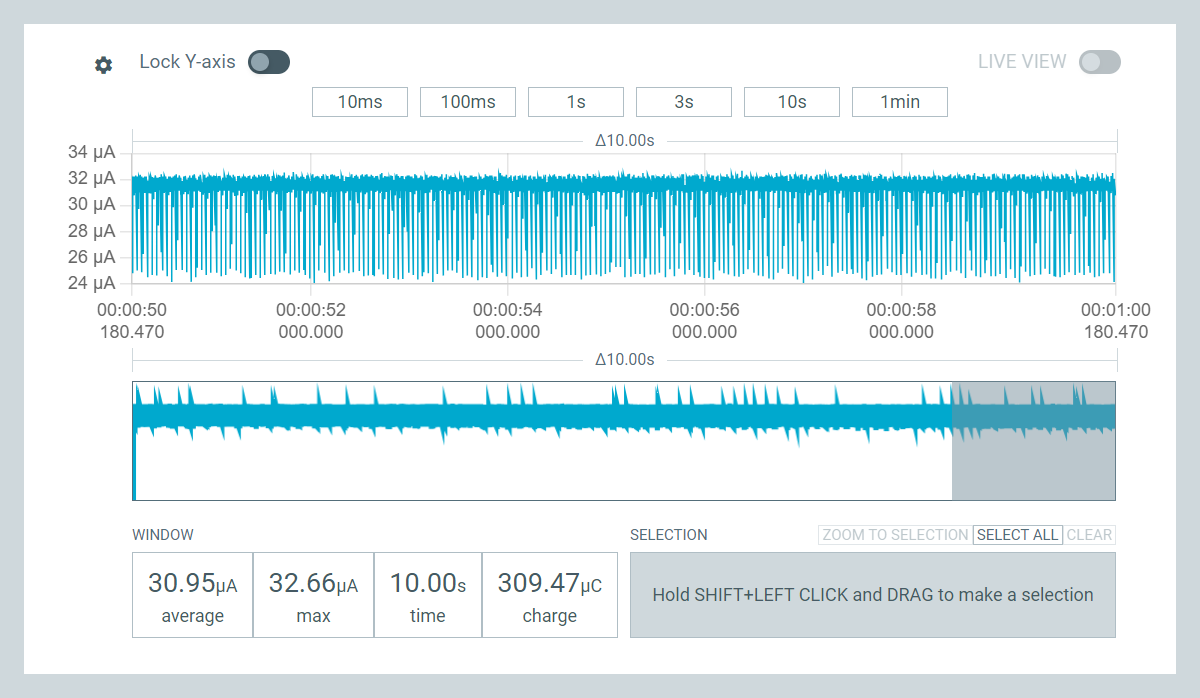 Lock Y-axis LIVE VIEW
10ms 100ms 1s 3s 10s 1min
Δ10.00s
34 µA
32 µA
30 µA
28 µA
26 µA
24 µA
00:00:50 00:00:52 00:00:54 00:00:56 00:00:58 00:01:00
180.470 000.000 000.000 000.000 000.000 180.470
Δ10.00s
WINDOW SELECTION ZOOM TO SELECTION SELECT ALL CLEAR
30.95µA 32.66µA 10.00s 309.47µC
average max time charge
Hold SHIFT+LEFT CLICK and DRAG to make a selection